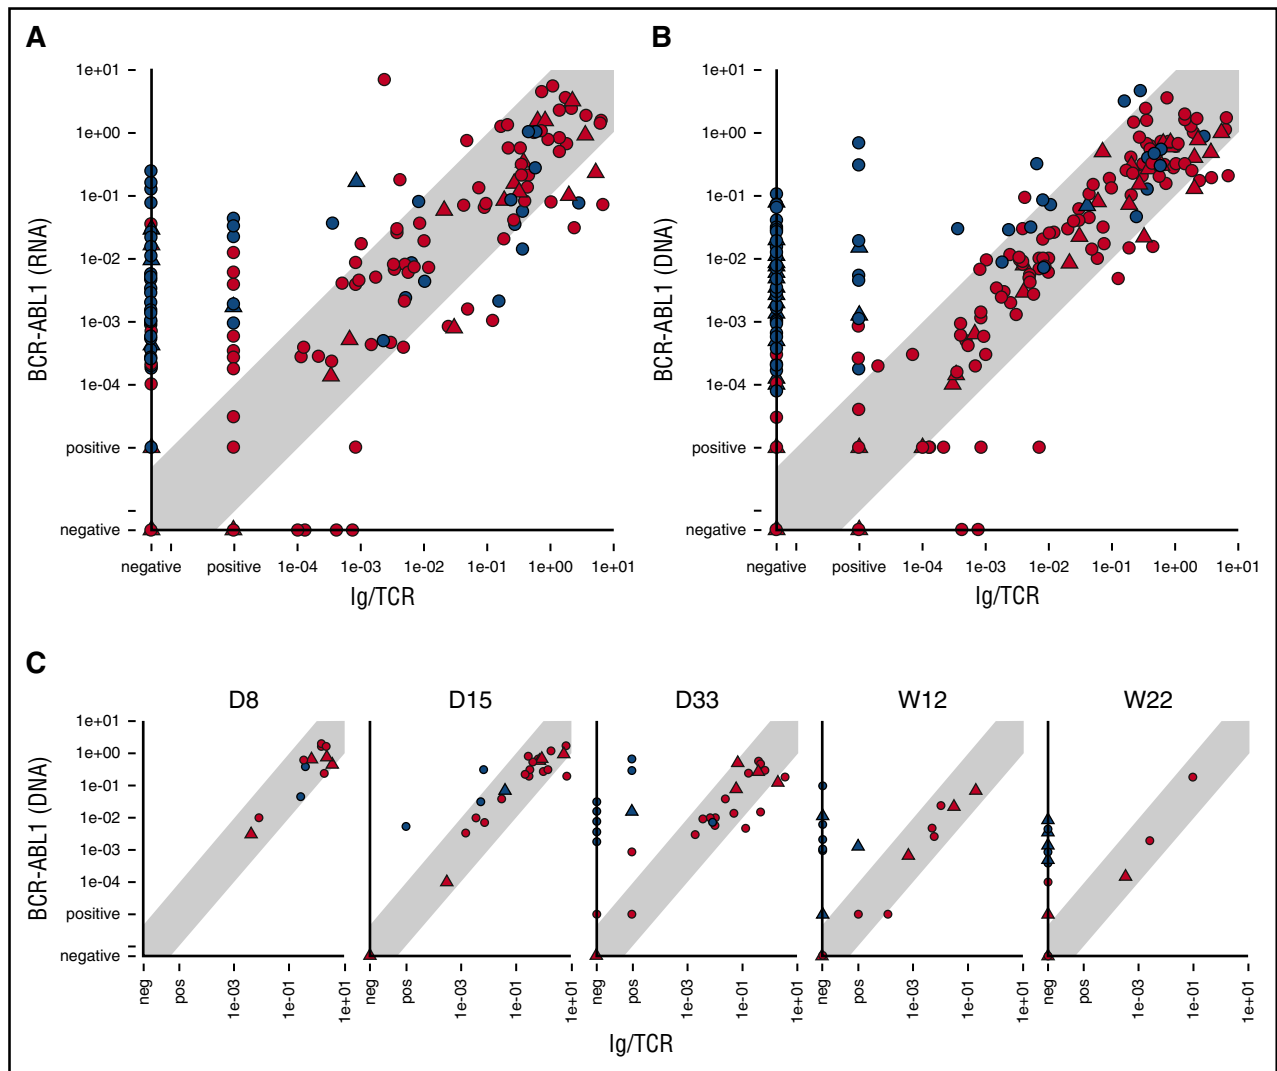 A
B
1e+01
1e+00
1e-01
1e-02
1e-03
1e-04
positive
negative
BCR-ABL1 (RNA)
negative positive 1e-04 1e-03 1e-02 1e-01 1e+00 1e+01
Ig/TCR
1e+01
1e+00
1e-01
1e-02
1e-03
1e-04
positive
negative
BCR-ABL1 (DNA)
negative positive 1e-04 1e-03 1e-02 1e-01 1e+00 1e+01
Ig/TCR
C
D8 D15 D33 W12 W22
1e+01
1e+00
1e-01
1e-02
1e-03
1e-04
positive
negative
BCR-ABL1 (DNA)
neg pos 1e-03 1e-01 1e+01
neg pos 1e-03 1e-01 1e+01
neg pos 1e-03 1e-01 1e+01
neg pos 1e-03 1e-01 1e+01
neg pos 1e-03 1e-01 1e+01
Ig/TCR